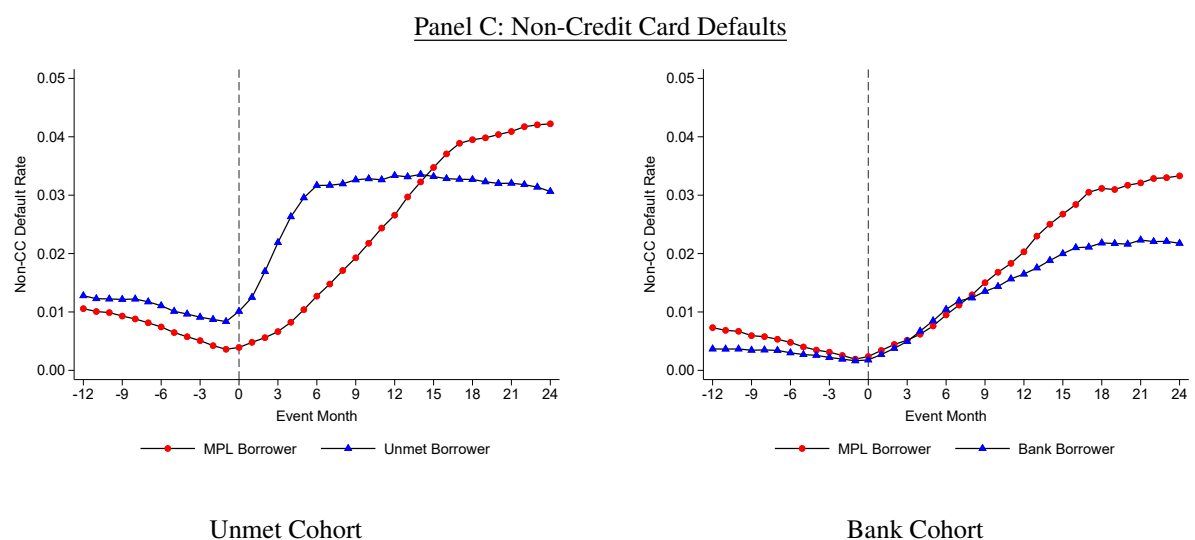 Panel C: Non-Credit Card Defaults
0.05
0.04
0.03
0.02
0.01
0.00
Non-CC Default Rate
-12 -9 -6 -3 0 3 6 9 12 15 18 21 24
Event Month
MPL Borrower Unmet Borrower
Unmet Cohort
0.05
0.04
0.03
0.02
0.01
0.00
Non-CC Default Rate
-12 -9 -6 -3 0 3 6 9 12 15 18 21 24
Event Month
MPL Borrower Bank Borrower
Bank Cohort